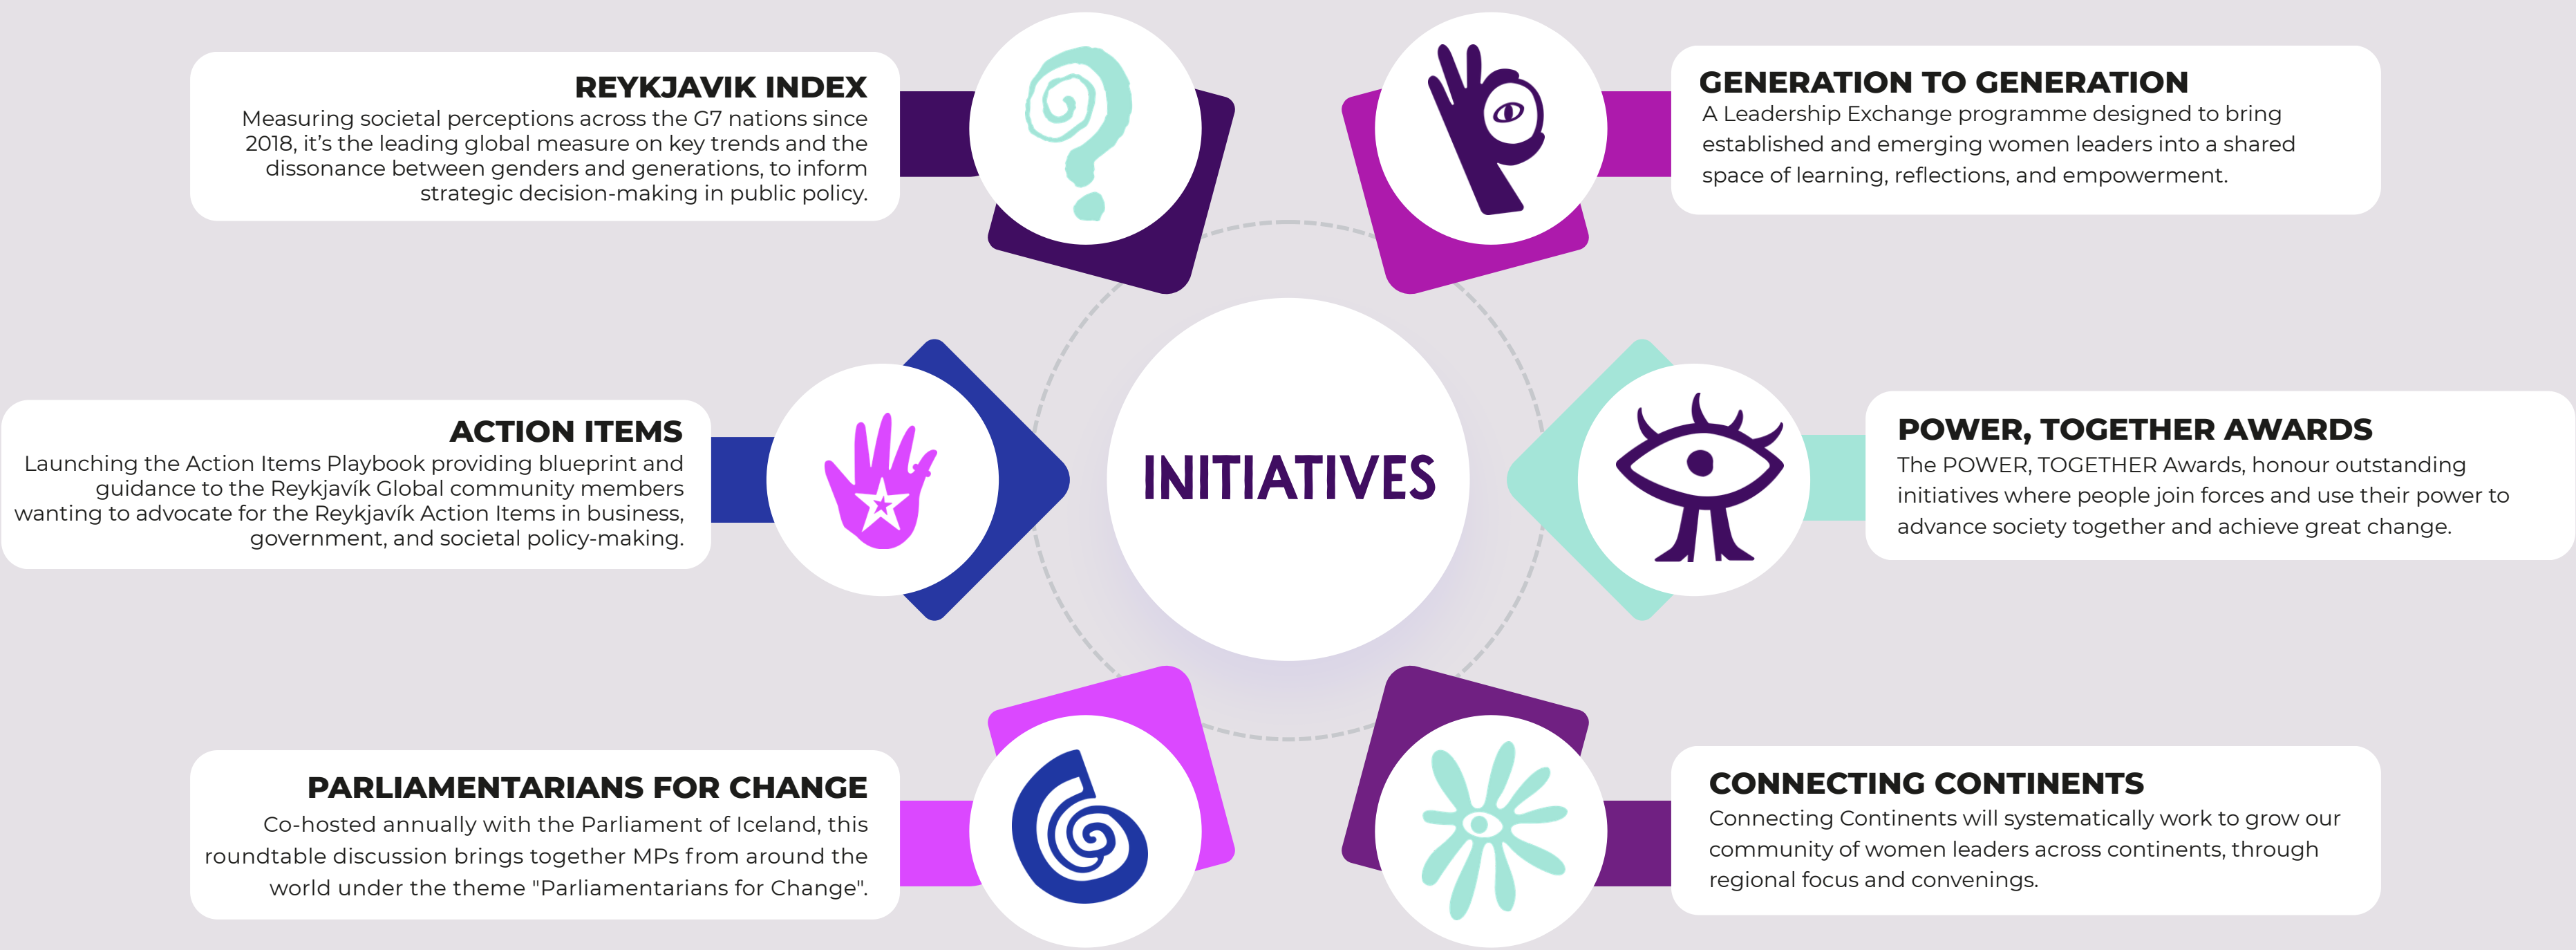 REYKJAVIK INDEX
Measuring societal perceptions across the G7 nations since
2018, it’s the leading global measure on key trends and the
dissonance between genders and generations, to inform
strategic decision-making in public policy.
GENERATION TO GENERATION
A Leadership Exchange programme designed to bring
established and emerging women leaders into a shared
space of learning, reflections, and empowerment.
ACTION ITEMS
Launching the Action Items Playbook providing blueprint and
guidance to the Reykjavík Global community members
wanting to advocate for the Reykjavík Action Items in business,
government, and societal policy-making.
INITIATIVES
POWER, TOGETHER AWARDS
The POWER, TOGETHER Awards, honour outstanding
initiatives where people join forces and use their power to
advance society together and achieve great change.
PARLIAMENTARIANS FOR CHANGE
Co-hosted annually with the Parliament of Iceland, this
roundtable discussion brings together MPs from around the
world under the theme "Parliamentarians for Change".
CONNECTING CONTINENTS
Connecting Continents will systematically work to grow our
community of women leaders across continents, through
regional focus and convenings.